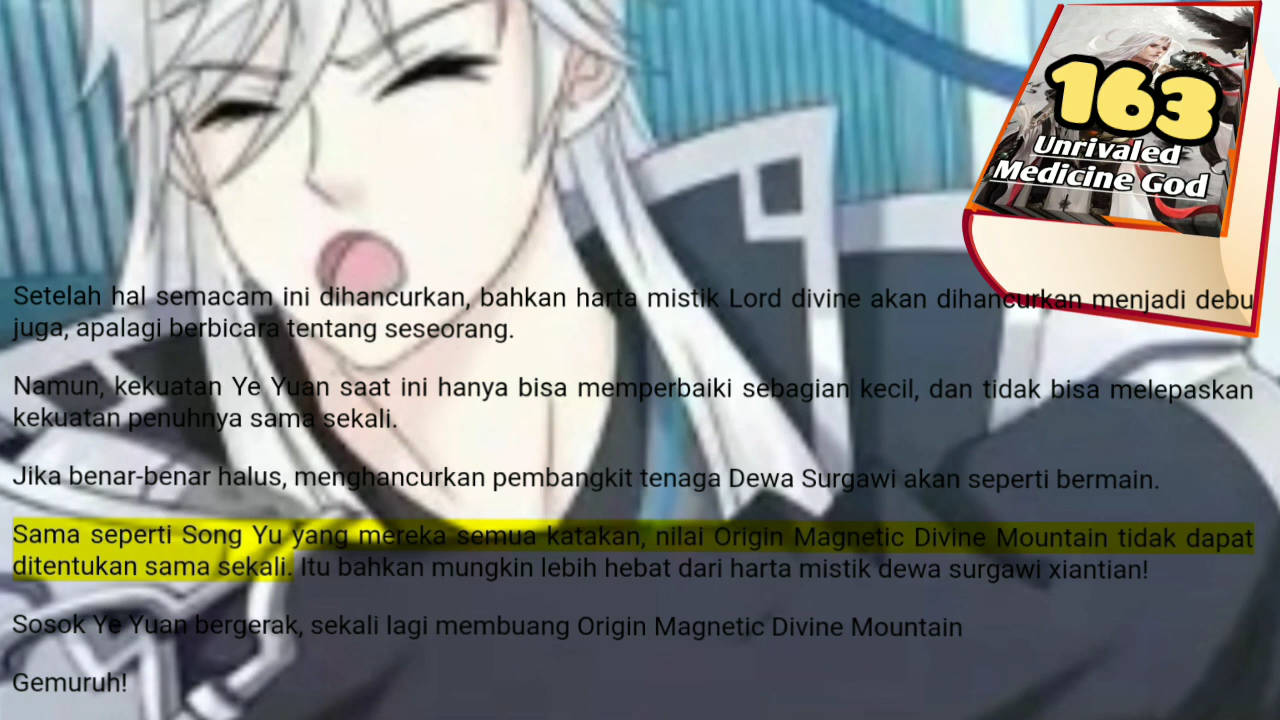 163
Unrivaled
Medicine God
Setelah hal semacam ini dihancurkan, bahkan harta mistik Lord divine akan dihancurkan menjadi debu
juga, apalagi berbicara tentang seseorang.
Namun, kekuatan Ye Yuan saat ini hanya bisa memperbaiki sebagian kecil, dan tidak bisa melepaskan
kekuatan penuhnya sama sekali.
Jika benar-benar halus, menghancurkan pembangkit tenaga Dewa Surgawi akan seperti bermain.
Sama seperti Song Yu yang mereka semua katakan, nilai Origin Magnetic Divine Mountain tidak dapat
ditentukan sama sekali. Itu bahkan mungkin lebih hebat dari harta mistik dewa surgawi xiantian!
Sosok Ye Yuan bergerak, sekali lagi membuang Origin Magnetic Divine Mountain
Gemuruh!